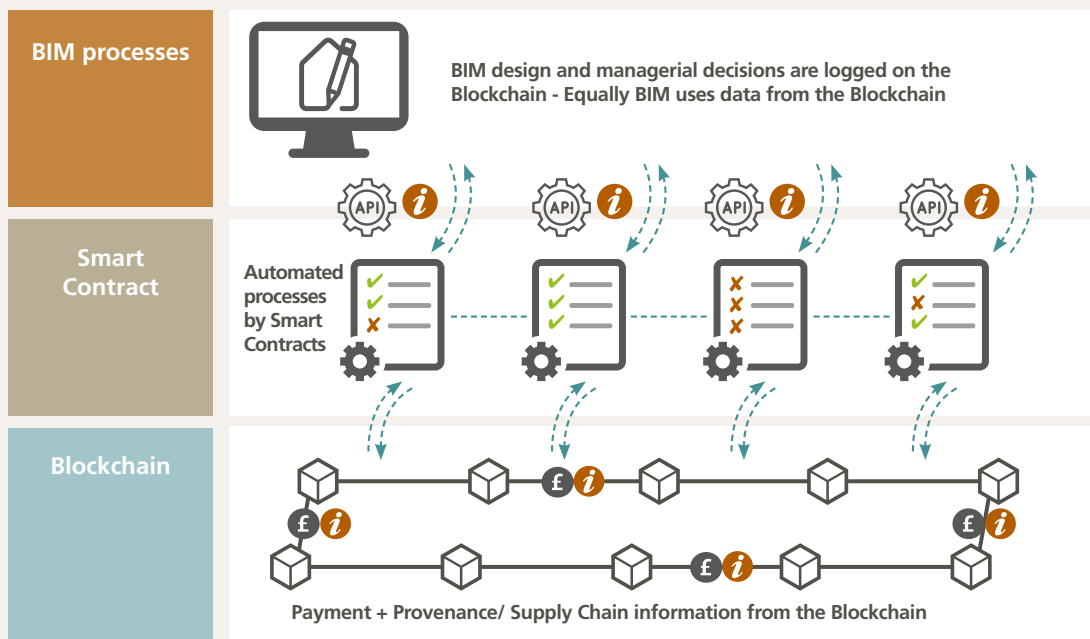 BIM processes
BIM design and managerial decisions are logged on the
Blockchain - Equally BIM uses data from the Blockchain
API i API i API i API i
Smart
Contract
Automated
processes
by Smart
Contracts
Blockchain
£ i
£ i £ i
£ i
Payment + Provenance/ Supply Chain information from the Blockchain